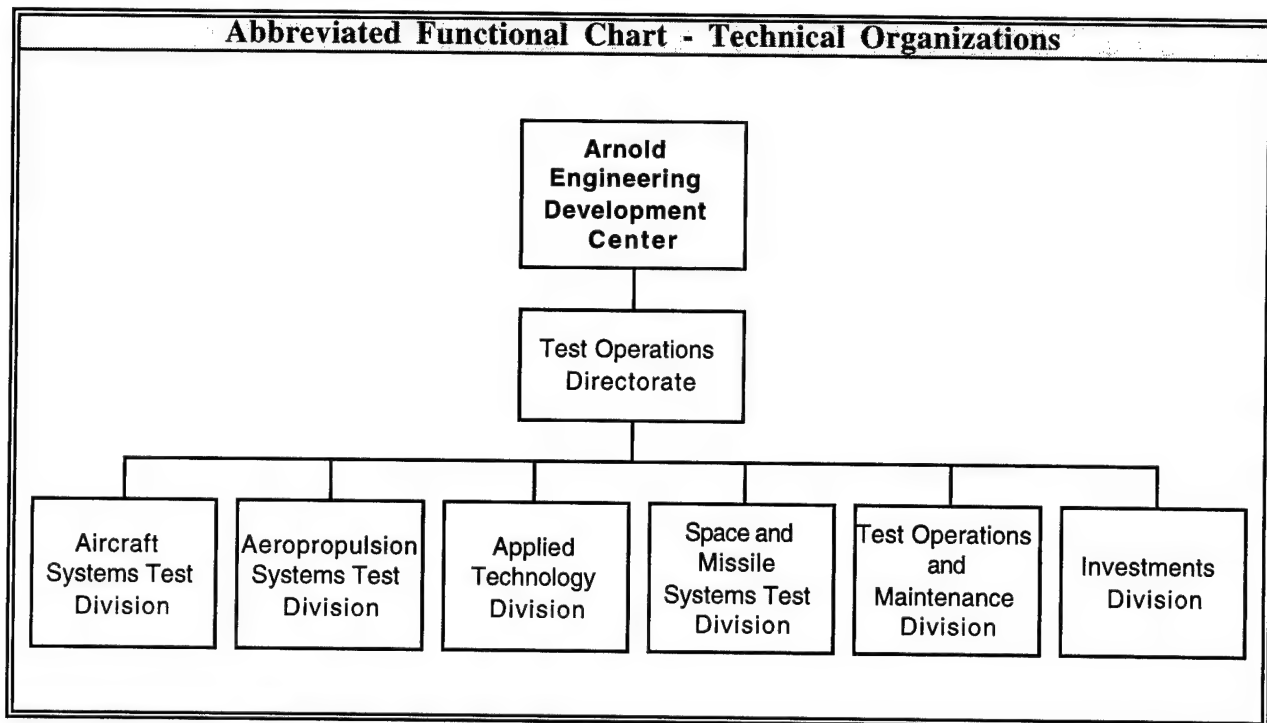 Abbreviated Functional Chart - Technical Organizations
Arnold
Engineering
Development
Center
Test Operations
Directorate
Aircraft
Systems Test
Division
Aeropropulsion
Systems Test
Division
Applied
Technology
Division
Space and
Missile
Systems Test
Division
Test Operations
and
Maintenance
Division
Investments
Division